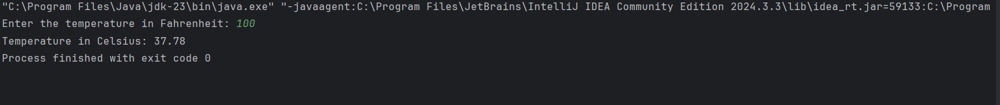 "C:\Program Files\Java\jdk-23\bin\java.exe" "-javaagent:C:\Program Files\JetBrains\IntelliJ IDEA Community Edition 2024.3.3\lib\idea_rt.jar=59133:C:\Program
Enter the temperature in Fahrenheit: 100
Temperature in Celsius: 37.78
Process finished with exit code 0